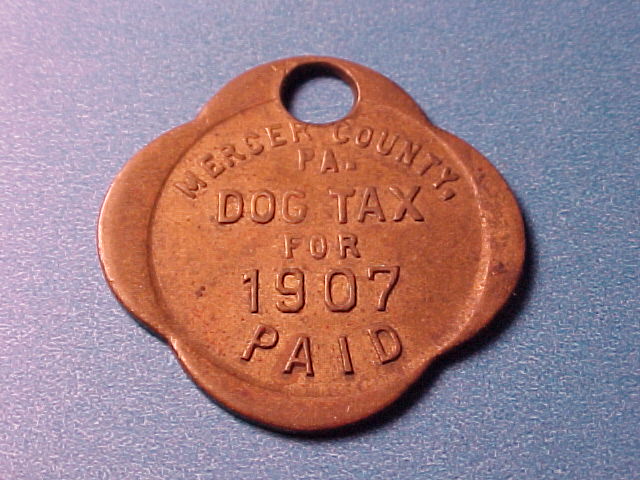 MERCER COUNTY,
PA.
DOG TAX
FOR
1907
PAID